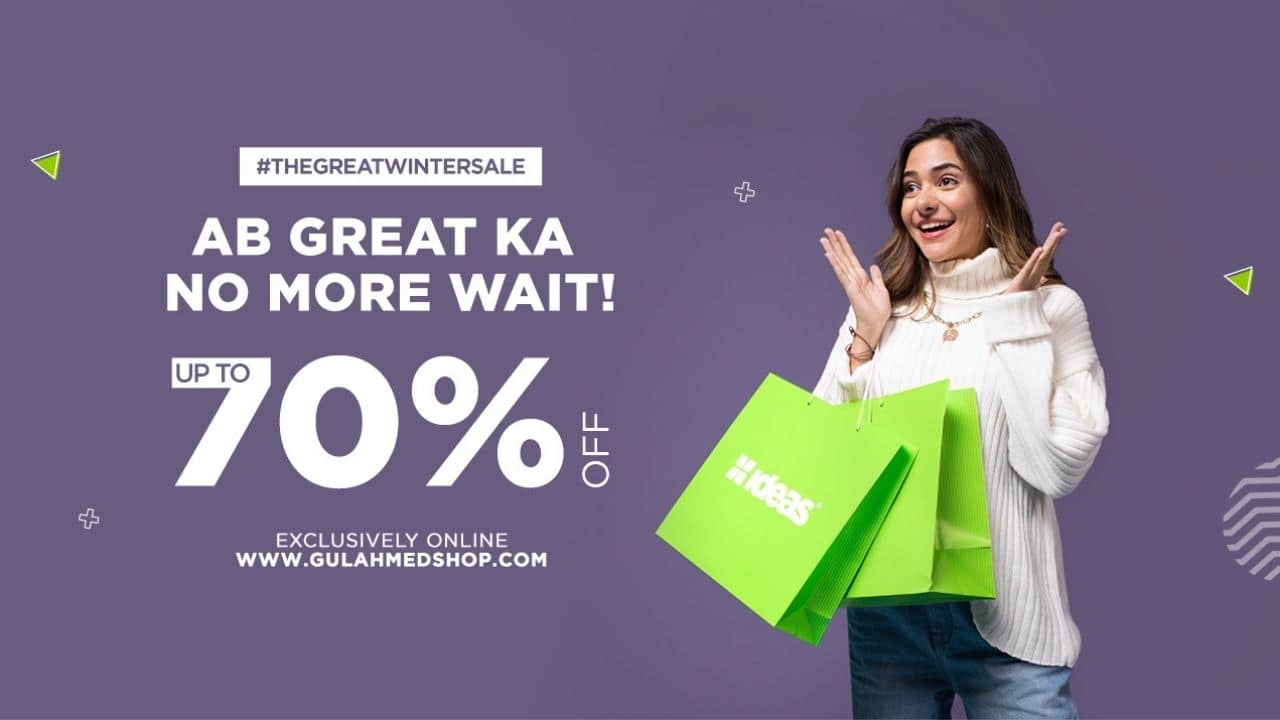 #THEGREATWINTERSALE
AB GREAT KA
NO MORE WAIT!
UP TO
70%
OFF
EXCLUSIVELY ONLINE
WWW.GULAHMEDSHOP.COM
ideas®